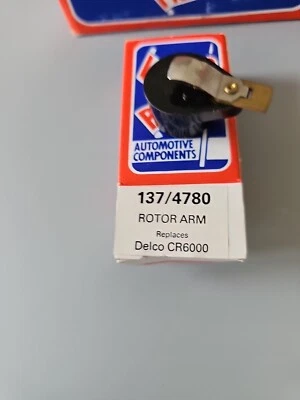 AUTOMOTIVE
COMPONENTS
137/4780
ROTOR ARM
Replaces
Delco CR6000